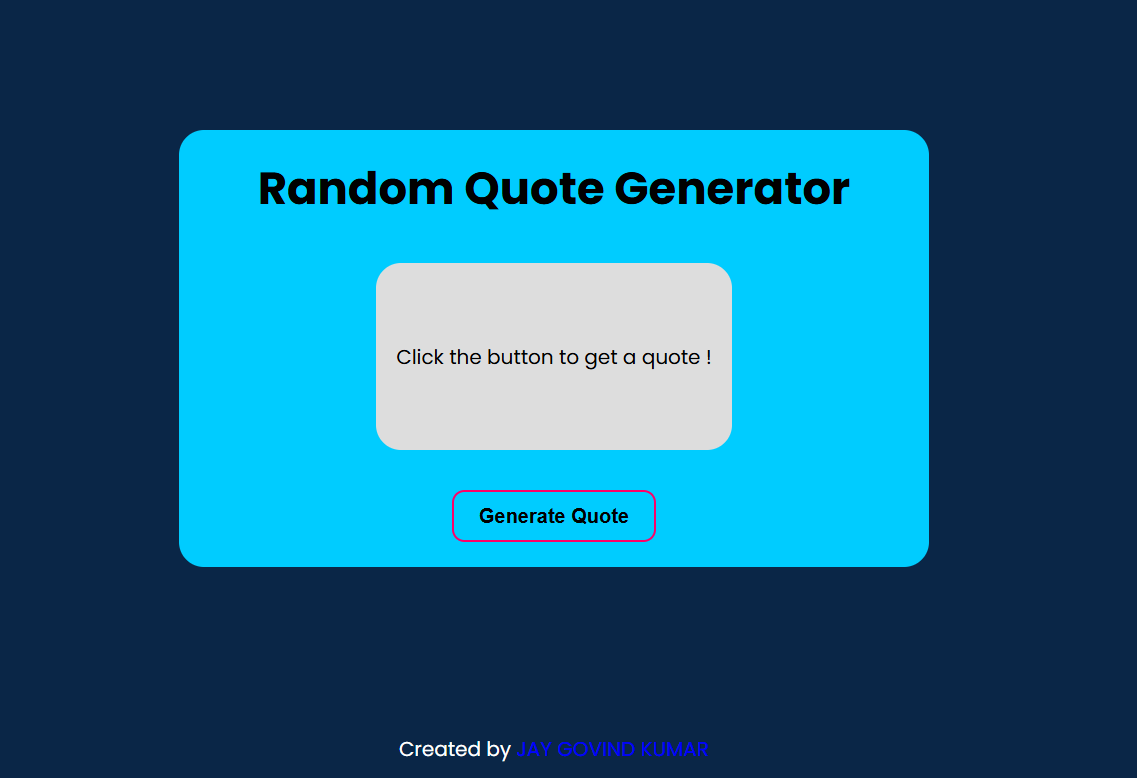 Random Quote Generator
Click the button to get a quote !
Generate Quote
Created by JAY GOVIND KUMAR